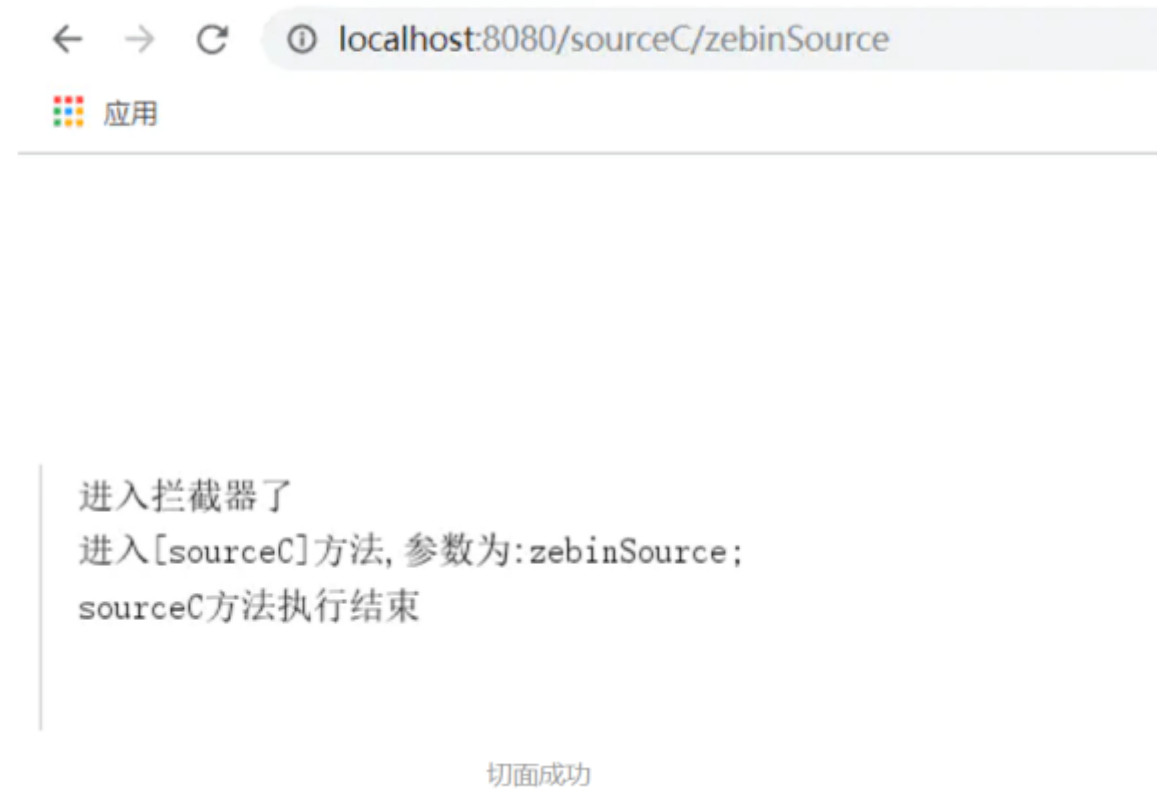 localhost:8080/sourceC/zebinSource
应用
进入拦截器了
进入[sourceC]方法,参数为:zebinSource;
sourceC方法执行结束
切面成功